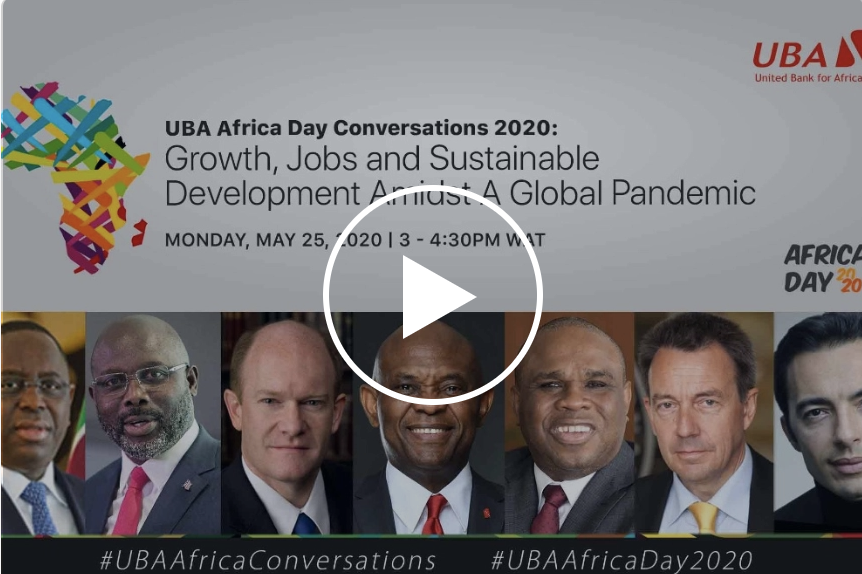 UBA
United Bank for Africa
UBA Africa Day Conversations 2020:
Growth, Jobs and Sustainable
Development Amidst A Global Pandemic
MONDAY, MAY 25, 2020 | 3 - 4:30PM WAT
AFRICA
DAY 20
20
#UBAAfricaConversations #UBAAfricaDay2020